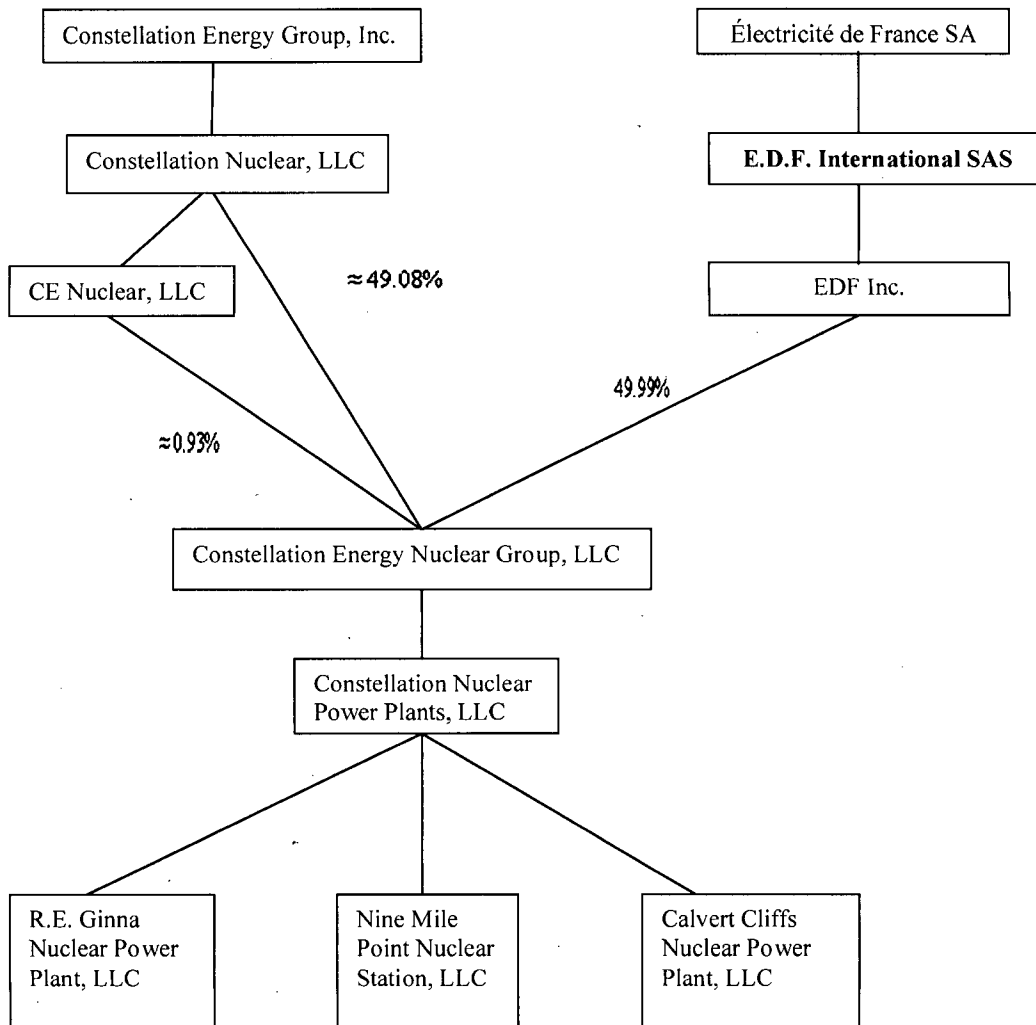 Constellation Energy Group, Inc.
Électricité de France SA
Constellation Nuclear, LLC
E.D.F. International SAS
CE Nuclear, LLC
EDF Inc.
≈49.08%
49.99%
≈0.93%
Constellation Energy Nuclear Group, LLC
Constellation Nuclear
Power Plants, LLC
R.E. Ginna
Nuclear Power
Plant, LLC
Nine Mile
Point Nuclear
Station, LLC
Calvert Cliffs
Nuclear Power
Plant, LLC